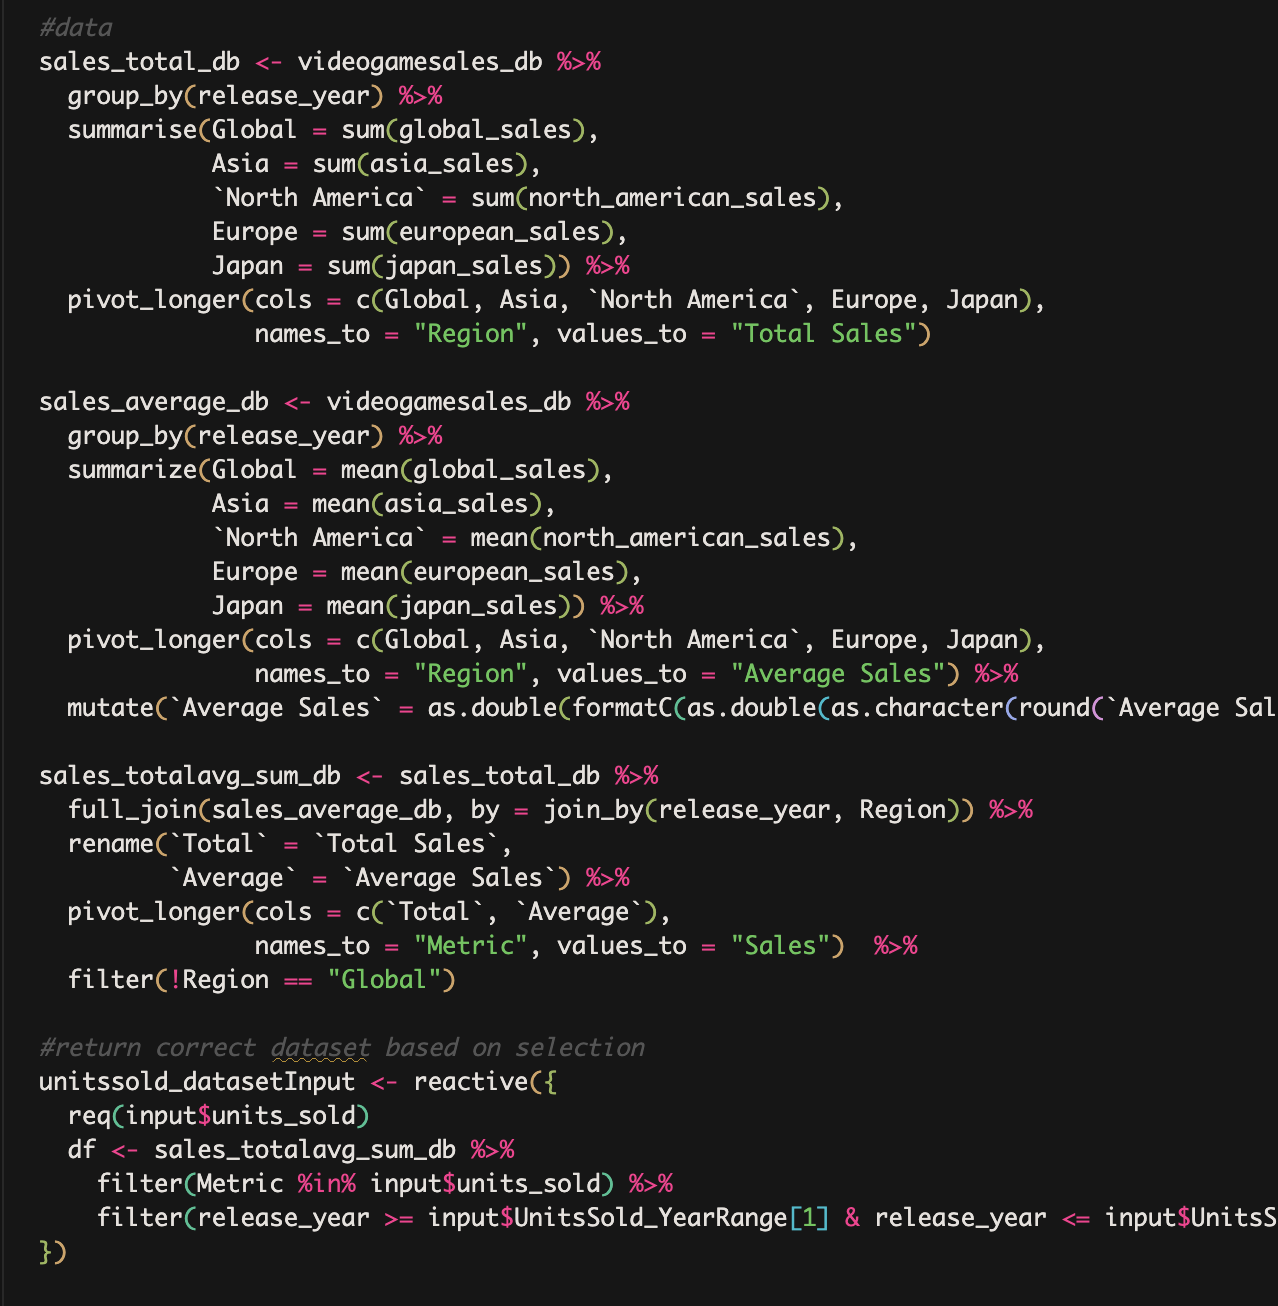 #data
sales_total_db <- videogamesales_db %>%
  group_by(release_year) %>%
  summarise(Global = sum(global_sales),
            Asia = sum(asia_sales),
            `North America` = sum(north_american_sales),
            Europe = sum(european_sales),
            Japan = sum(japan_sales)) %>%
  pivot_longer(cols = c(Global, Asia, `North America`, Europe, Japan),
               names_to = "Region", values_to = "Total Sales")

sales_average_db <- videogamesales_db %>%
  group_by(release_year) %>%
  summarize(Global = mean(global_sales),
            Asia = mean(asia_sales),
            `North America` = mean(north_american_sales),
            Europe = mean(european_sales),
            Japan = mean(japan_sales)) %>%
  pivot_longer(cols = c(Global, Asia, `North America`, Europe, Japan),
               names_to = "Region", values_to = "Average Sales") %>%
  mutate(`Average Sales` = as.double(formatC(as.double(as.character(round(`Average Sal

sales_totalavg_sum_db <- sales_total_db %>%
  full_join(sales_average_db, by = join_by(release_year, Region)) %>%
  rename(`Total` = `Total Sales`,
         `Average` = `Average Sales`) %>%
  pivot_longer(cols = c(`Total`, `Average`),
               names_to = "Metric", values_to = "Sales")  %>%
  filter(!Region == "Global")

#return correct dataset based on selection
unitssold_datasetInput <- reactive({
  req(input$units_sold)
  df <- sales_totalavg_sum_db %>%
    filter(Metric %in% input$units_sold) %>%
    filter(release_year >= input$UnitsSold_YearRange[1] & release_year <= input$UnitsS
})